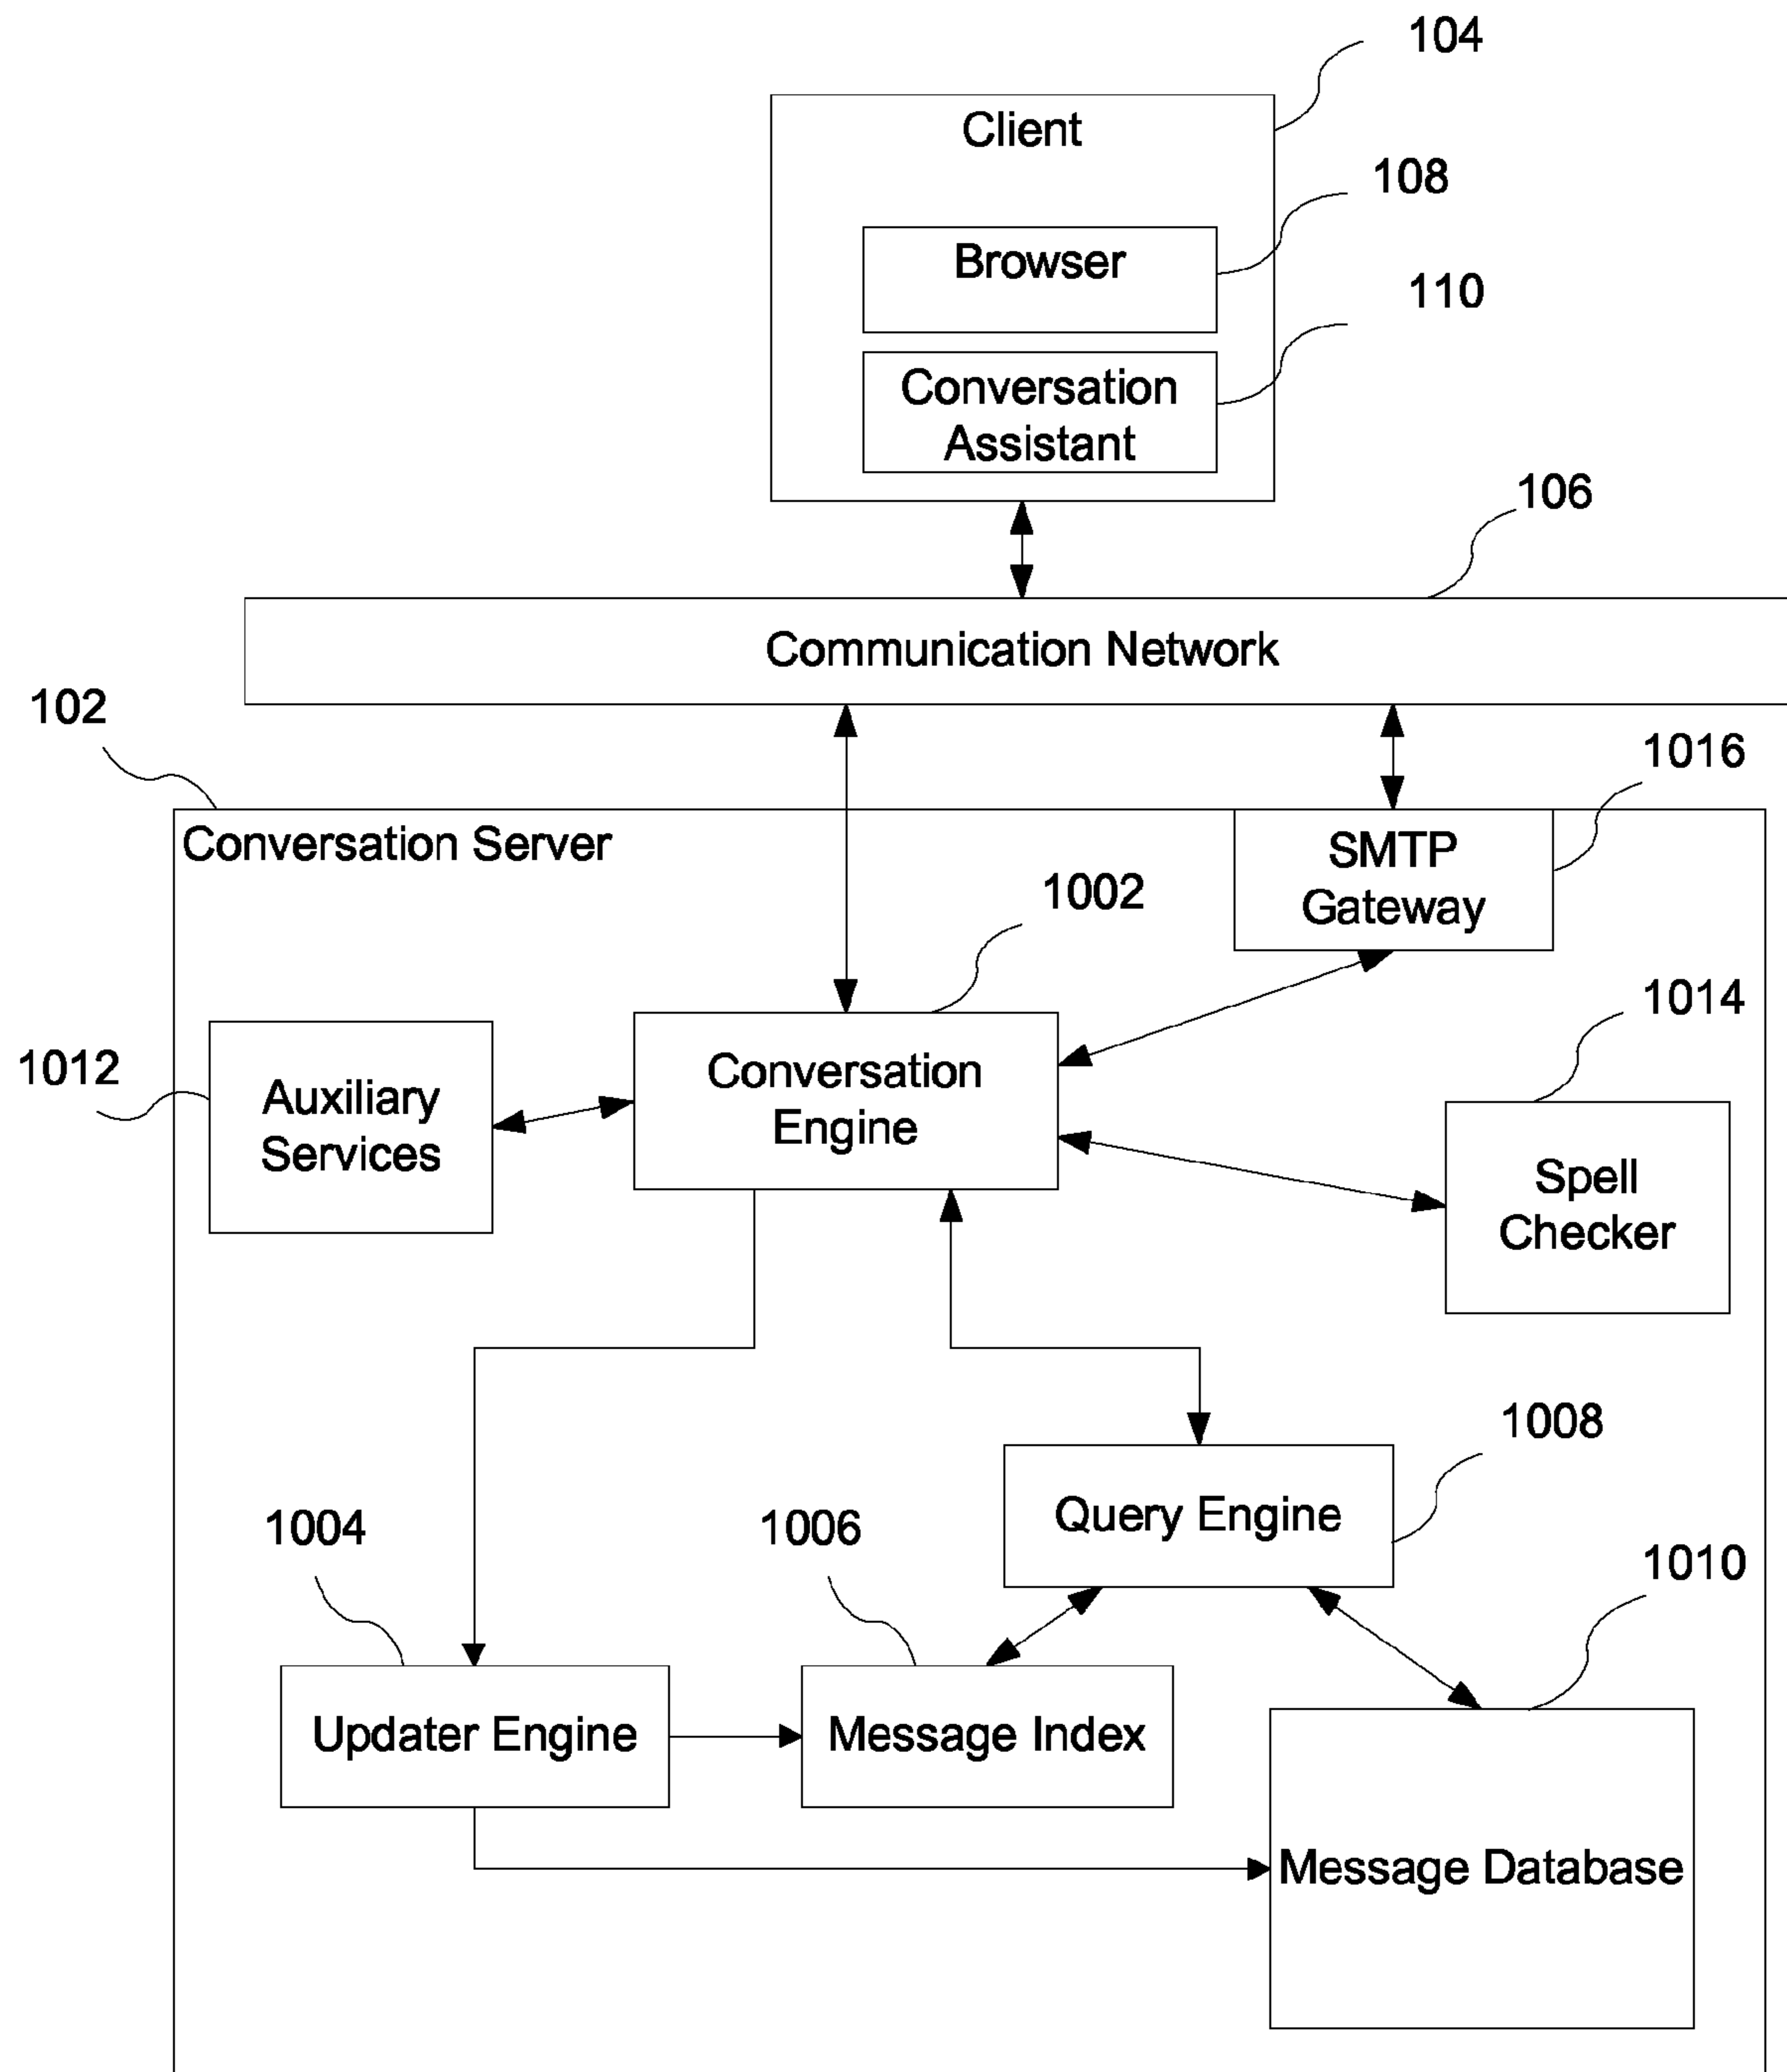 104
Client
108
Browser
110
Conversation
Assistant
106
Communication Network
102
1016
Conversation Server
SMTP
Gateway
1002
1014
1012
Auxiliary
Services
Conversation
Engine
Spell
Checker
1008
Query Engine
1004
1006
1010
Updater Engine
Message Index
Message Database